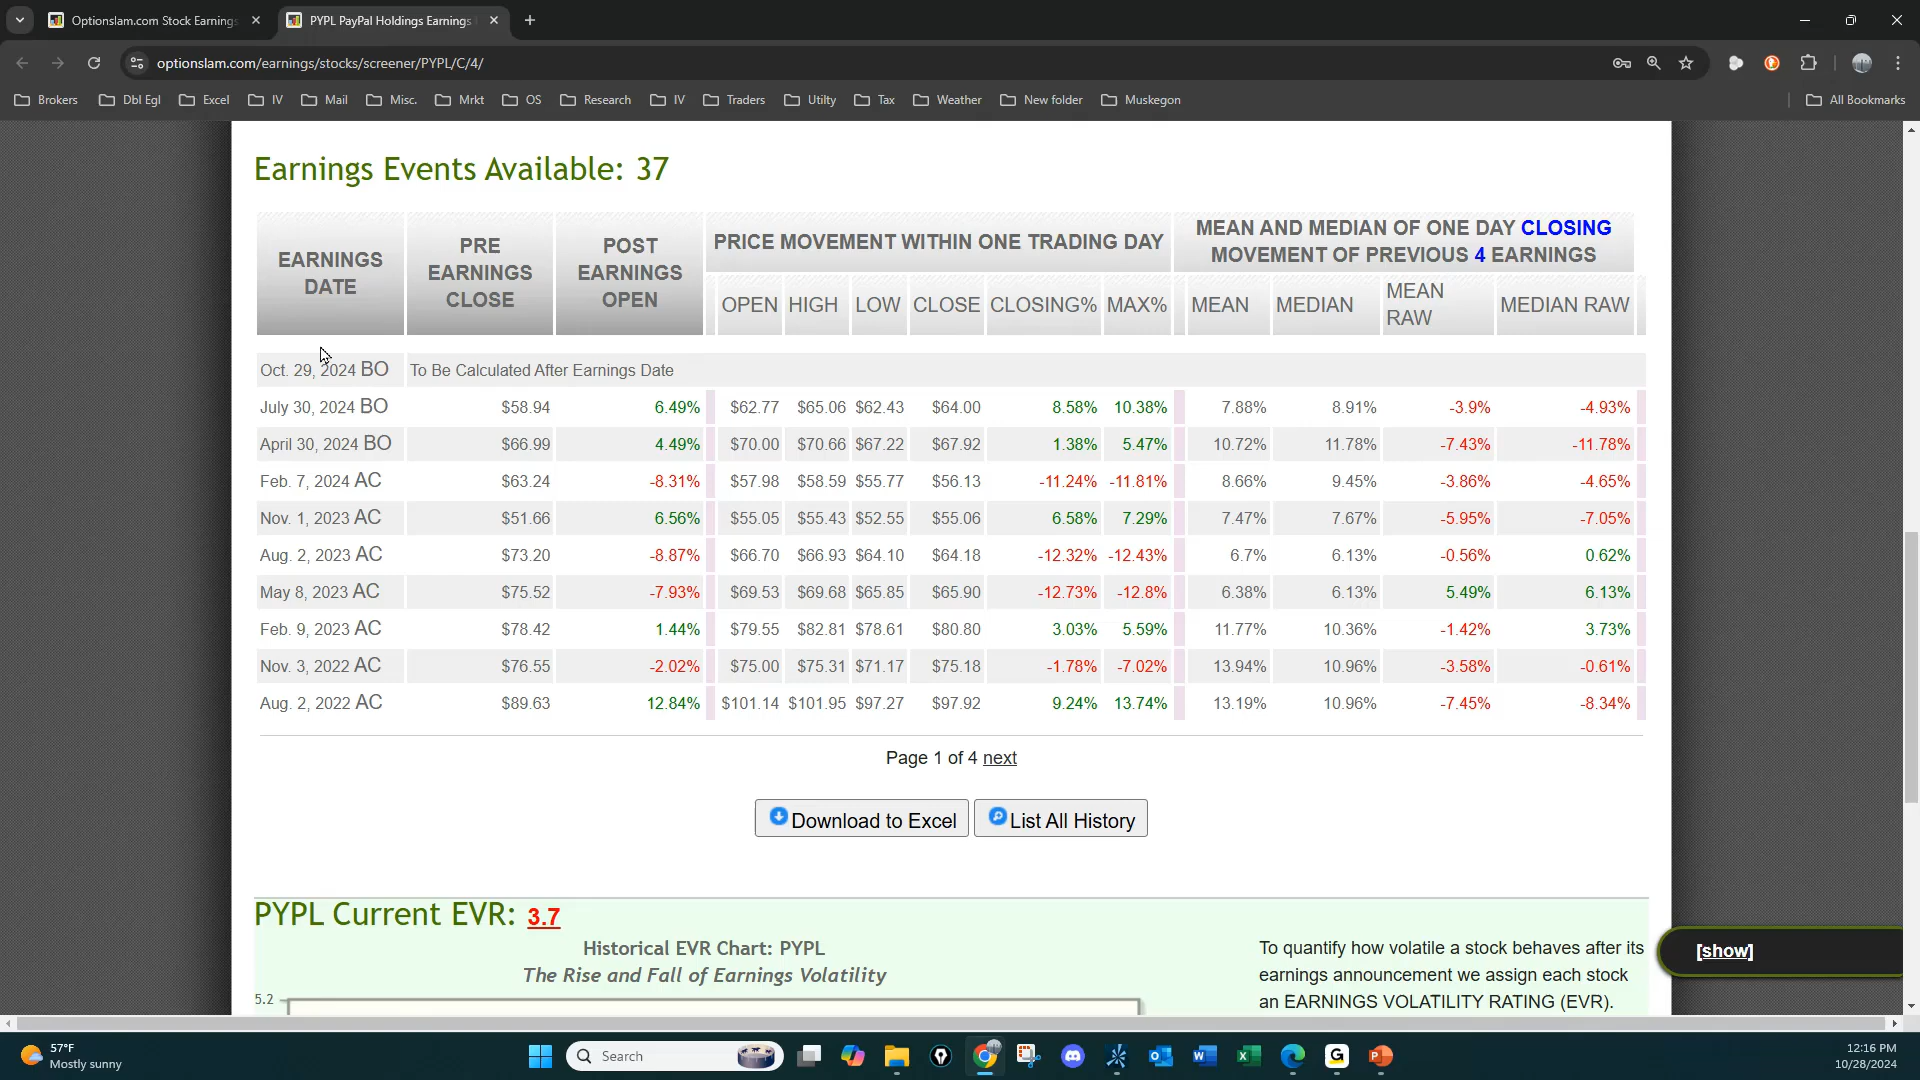 Optionslam.com Stock Earnings
PYPL PayPal Holdings Earnings
optionslam.com/earnings/stocks/screener/PYPL/C/4/
Brokers Dbl Egl Excel IV Mail Misc. Mrkt OS Research IV Traders Utilty Tax Weather New folder Muskegon All Bookmarks
Earnings Events Available: 37
EARNINGS DATE PRE EARNINGS CLOSE POST EARNINGS OPEN PRICE MOVEMENT WITHIN ONE TRADING DAY MEAN AND MEDIAN OF ONE DAY CLOSING MOVEMENT OF PREVIOUS 4 EARNINGS
OPEN HIGH LOW CLOSE CLOSING% MAX% MEAN MEDIAN MEAN RAW MEDIAN RAW
Oct. 29, 2024 BO To Be Calculated After Earnings Date
July 30, 2024 BO $58.94 6.49% $62.77 $65.06 $62.43 $64.00 8.58% 10.38% 7.88% 8.91% -3.9% -4.93%
April 30, 2024 BO $66.99 4.49% $70.00 $70.66 $67.22 $67.92 1.38% 5.47% 10.72% 11.78% -7.43% -11.78%
Feb. 7, 2024 AC $63.24 -8.31% $57.98 $58.59 $55.77 $56.13 -11.24% -11.81% 8.66% 9.45% -3.86% -4.65%
Nov. 1, 2023 AC $51.66 6.56% $55.05 $55.43 $52.55 $55.06 6.58% 7.29% 7.47% 7.67% -5.95% -7.05%
Aug. 2, 2023 AC $73.20 -8.87% $66.70 $66.93 $64.10 $64.18 -12.32% -12.43% 6.7% 6.13% -0.56% 0.62%
May 8, 2023 AC $75.52 -7.93% $69.53 $69.68 $65.85 $65.90 -12.73% -12.8% 6.38% 6.13% 5.49% 6.13%
Feb. 9, 2023 AC $78.42 1.44% $79.55 $82.81 $78.61 $80.80 3.03% 5.59% 11.77% 10.36% -1.42% 3.73%
Nov. 3, 2022 AC $76.55 -2.02% $75.00 $75.31 $71.17 $75.18 -1.78% -7.02% 13.94% 10.96% -3.58% -0.61%
Aug. 2, 2022 AC $89.63 12.84% $101.14 $101.95 $97.27 $97.92 9.24% 13.74% 13.19% 10.96% -7.45% -8.34%
Page 1 of 4 next
Download to Excel List All History
PYPL Current EVR: 3.7
Historical EVR Chart: PYPL
The Rise and Fall of Earnings Volatility
5.2
To quantify how volatile a stock behaves after its
earnings announcement we assign each stock
an EARNINGS VOLATILITY RATING (EVR).
[show]
57°F
Mostly sunny
Search
12:16 PM
10/28/2024